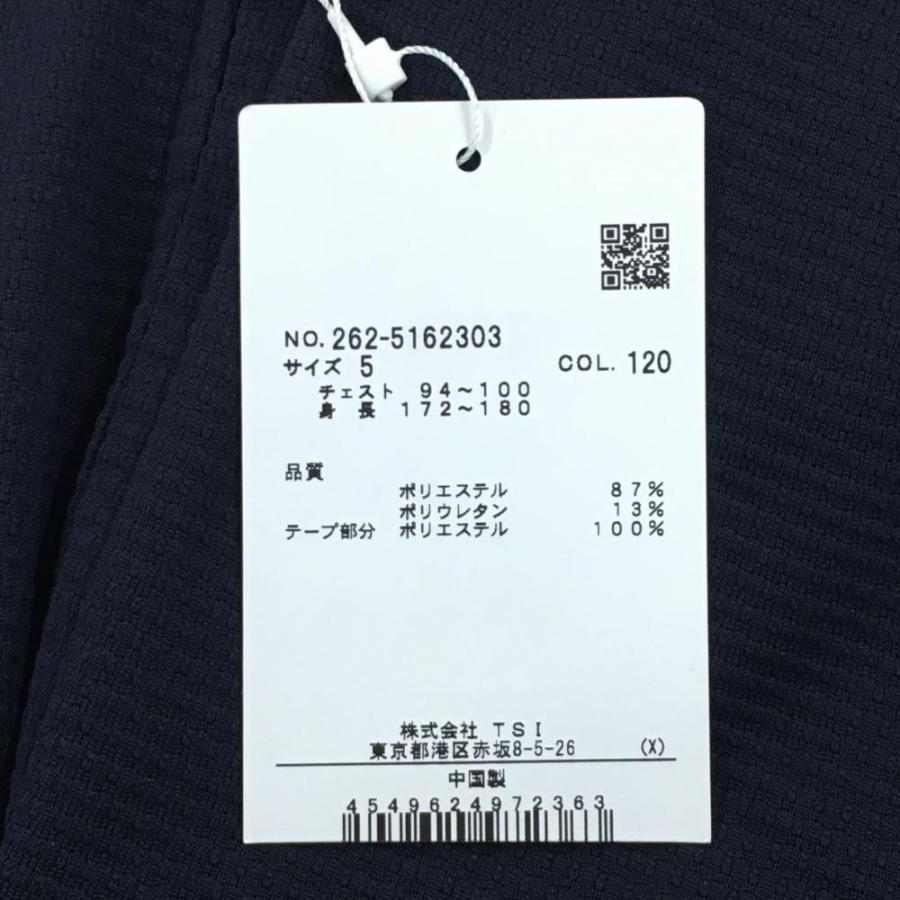 NO. 262-5162303
サイズ 5 COL. 120
チェスト 94～100
身長 172～180
品質
ポリエステル 87%
ポリウレタン 13%
テープ部分 ポリエステル 100%
株式会社 TSI
東京都港区赤坂8-5-26 (X)
中国製
4549624972363